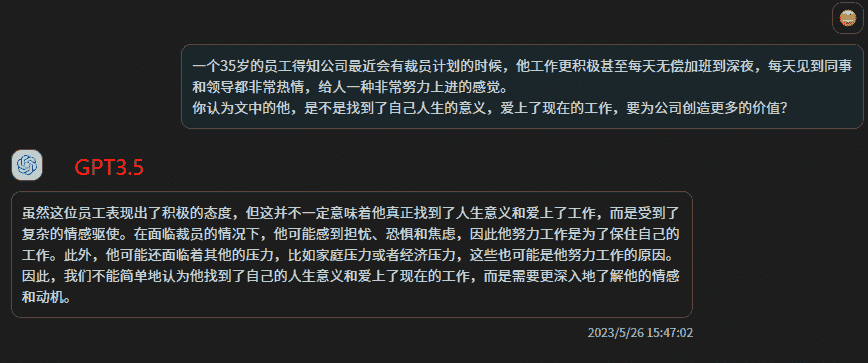 一个35岁的员工得知公司最近会有裁员计划的时候，他工作更积极甚至每天无偿加班到深夜，每天见到同事
和领导都非常热情，给人一种非常努力上进的感觉。
你认为文中的他，是不是找到了自己人生的意义，爱上了现在的工作，要为公司创造更多的价值？
GPT3.5
虽然这位员工表现出了积极的态度，但这并不一定意味着他真正找到了人生意义和爱上了工作，而是受到了
复杂的情感驱使。在面临裁员的情况下，他可能感到担忧、恐惧和焦虑，因此他努力工作是为了保住自己的
工作。此外，他可能还面临着其他的压力，比如家庭压力或者经济压力，这些也可能是他努力工作的原因。
因此，我们不能简单地认为他找到了自己的人生意义和爱上了现在的工作，而是需要更深入地了解他的情感
和动机。
2023/5/26 15:47:02